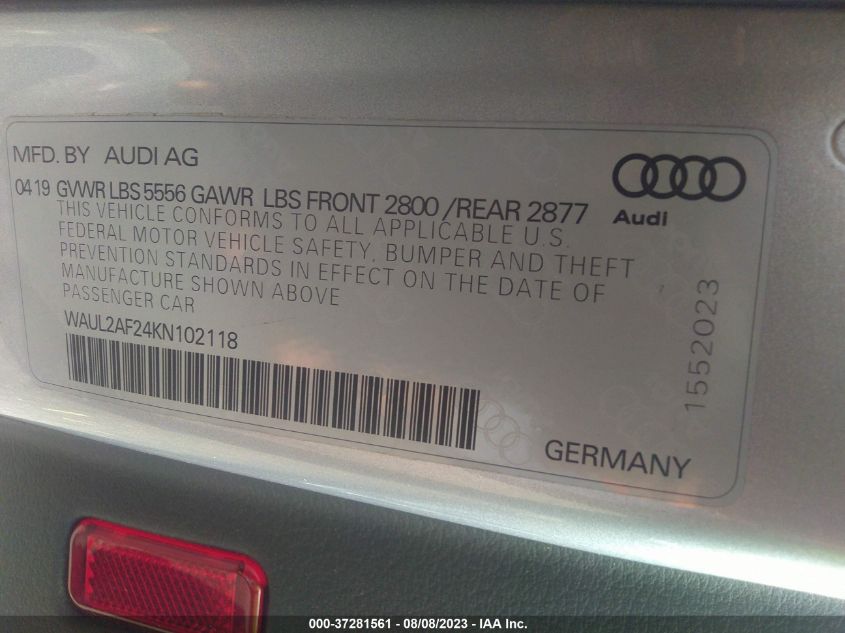 MFD. BY AUDI AG
0419 GVWR LBS 5556 GAWR LBS FRONT 2800 / REAR 2877
Audi
THIS VEHICLE CONFORMS TO ALL APPLICABLE U.S.
FEDERAL MOTOR VEHICLE SAFETY, BUMPER AND THEFT
PREVENTION STANDARDS IN EFFECT ON THE DATE OF
MANUFACTURE SHOWN ABOVE
PASSENGER CAR
WAUL2AF24KN102118
1552023
GERMANY
000-37281561 - 08/08/2023 - IAA Inc.